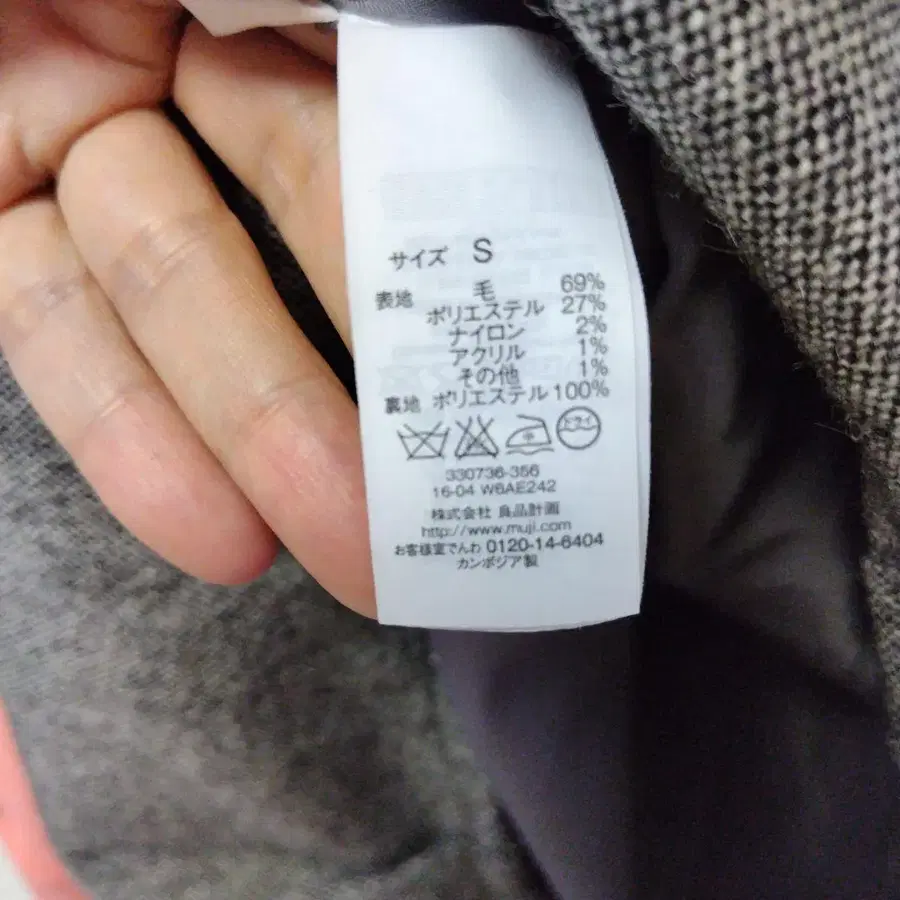 サイズ S
表地 毛 69%
ポリエステル 27%
ナイロン 2%
アクリル 1%
その他 1%
裏地 ポリエステル 100%
ドライ
330736-356
16-04 W6AE242
株式会社 良品計画
http://www.muji.com
お客様室でんわ 0120-14-6404
カンボジア製